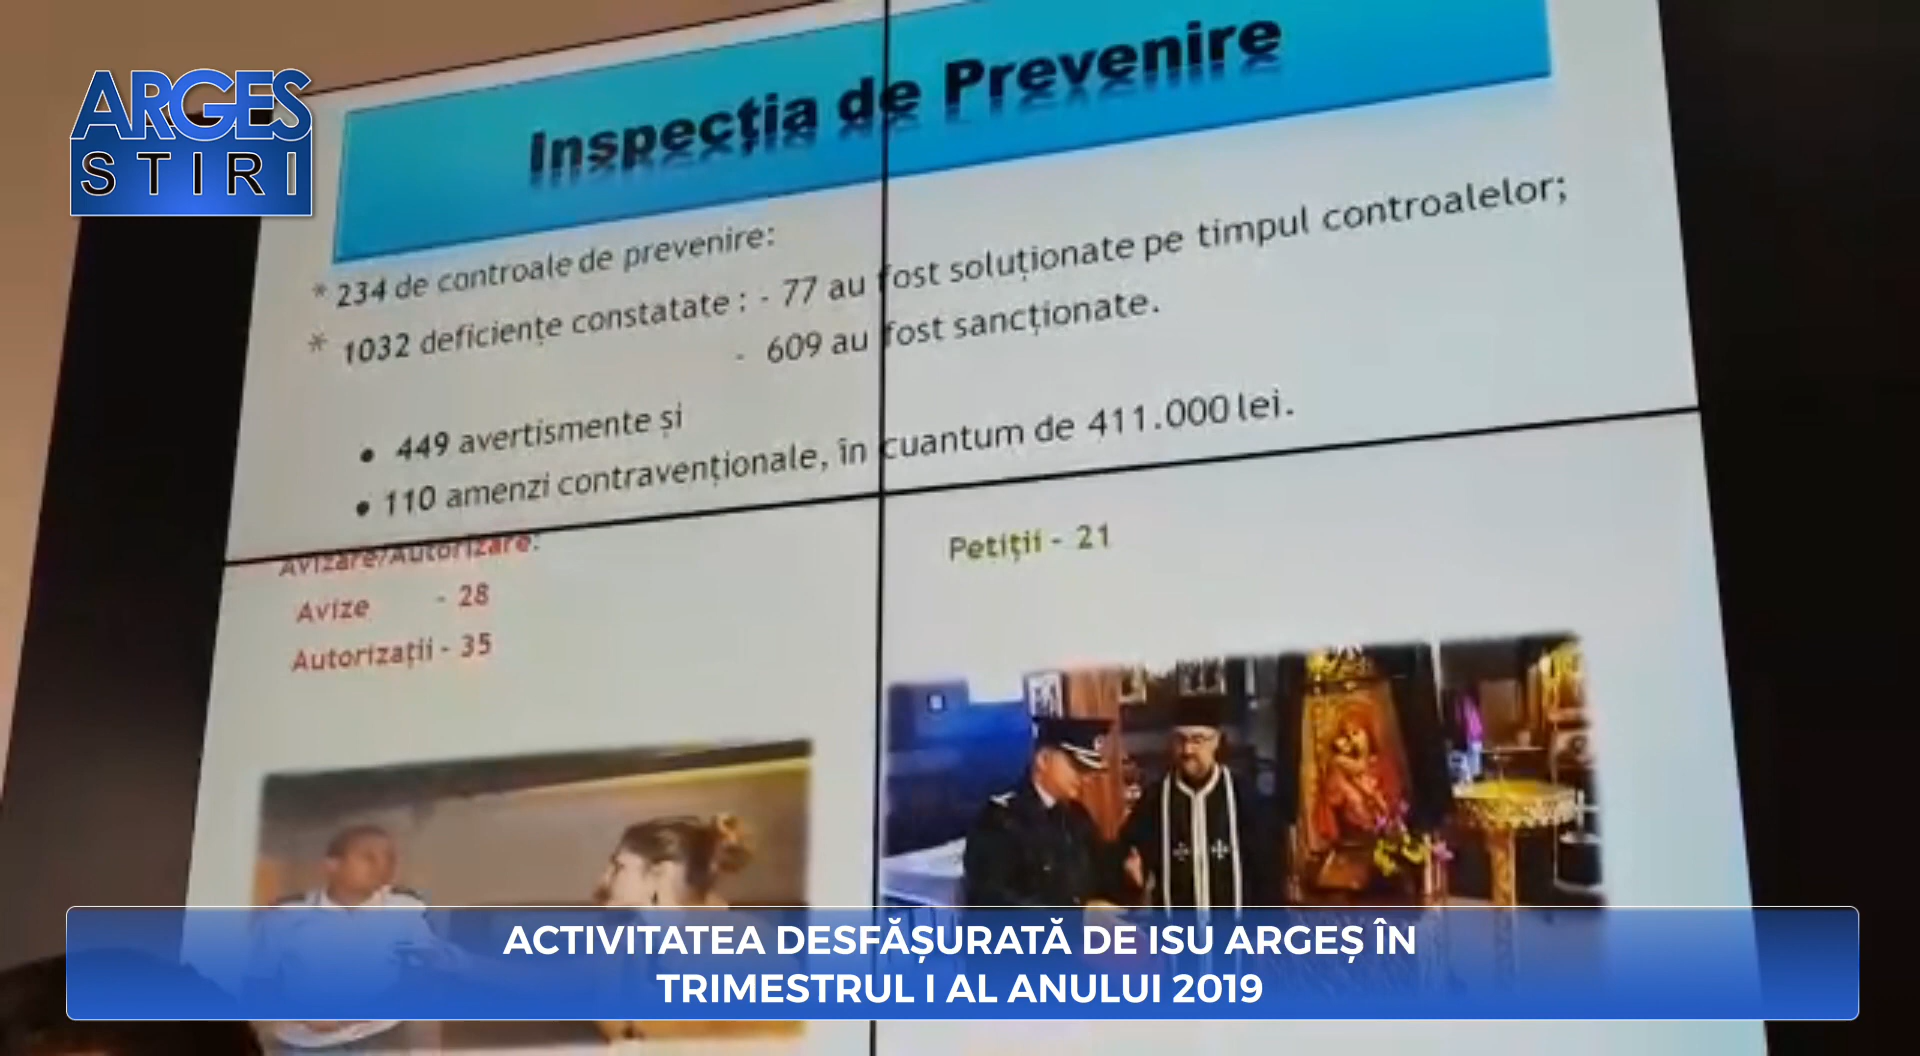 ARGES
STIRI
Inspecția de Prevenire
* 234 de controale de prevenire:
* 1032 deficiențe constatate : - 77 au fost soluționate pe timpul controalelor;
- 609 au fost sancționate.
• 449 avertismente și
• 110 amenzi contravenționale, în cuantum de 411.000 lei.
Avizare/Autorizare:
Avize - 28
Autorizații - 35
Petiții - 21
ACTIVITATEA DESFĂȘURATĂ DE ISU ARGEȘ ÎN
TRIMESTRUL I AL ANULUI 2019